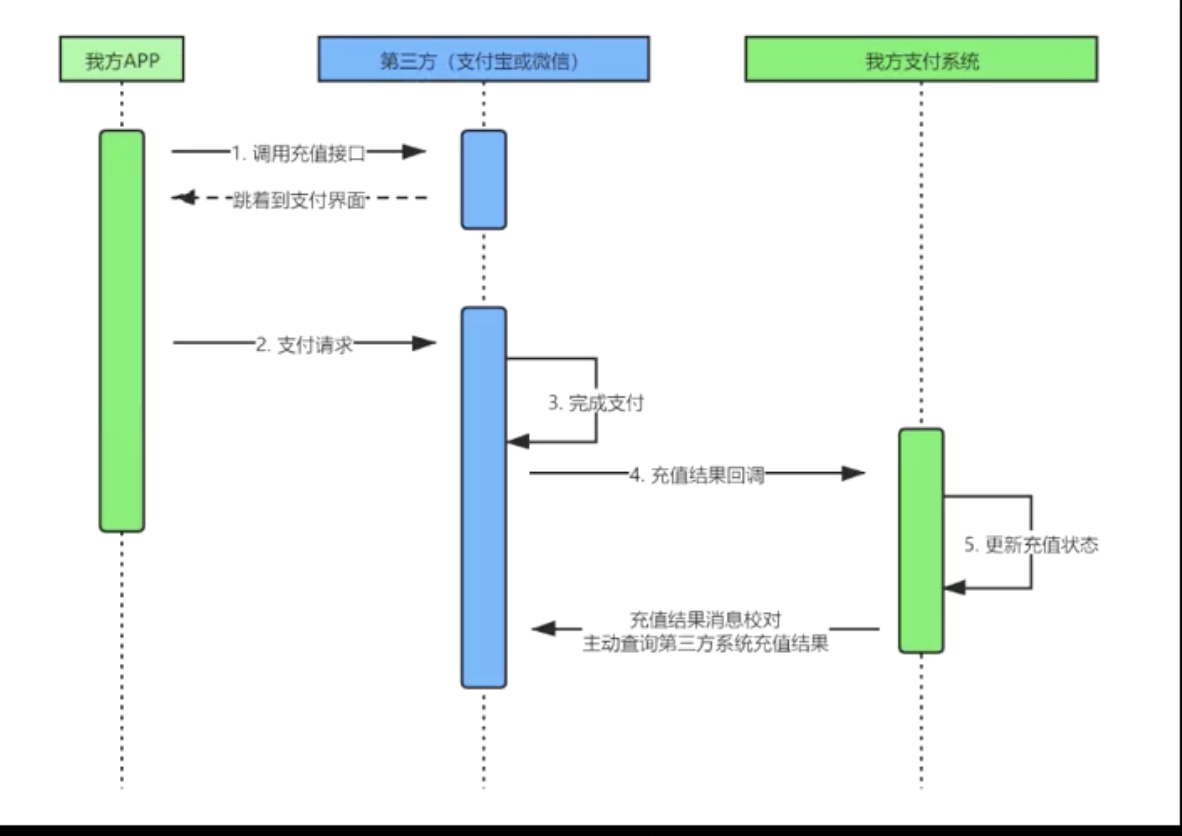 我方APP
第三方（支付宝或微信）
我方支付系统
1. 调用充值接口
跳着到支付界面
2. 支付请求
3. 完成支付
4. 充值结果回调
5. 更新充值状态
充值结果消息校对
主动查询第三方系统充值结果